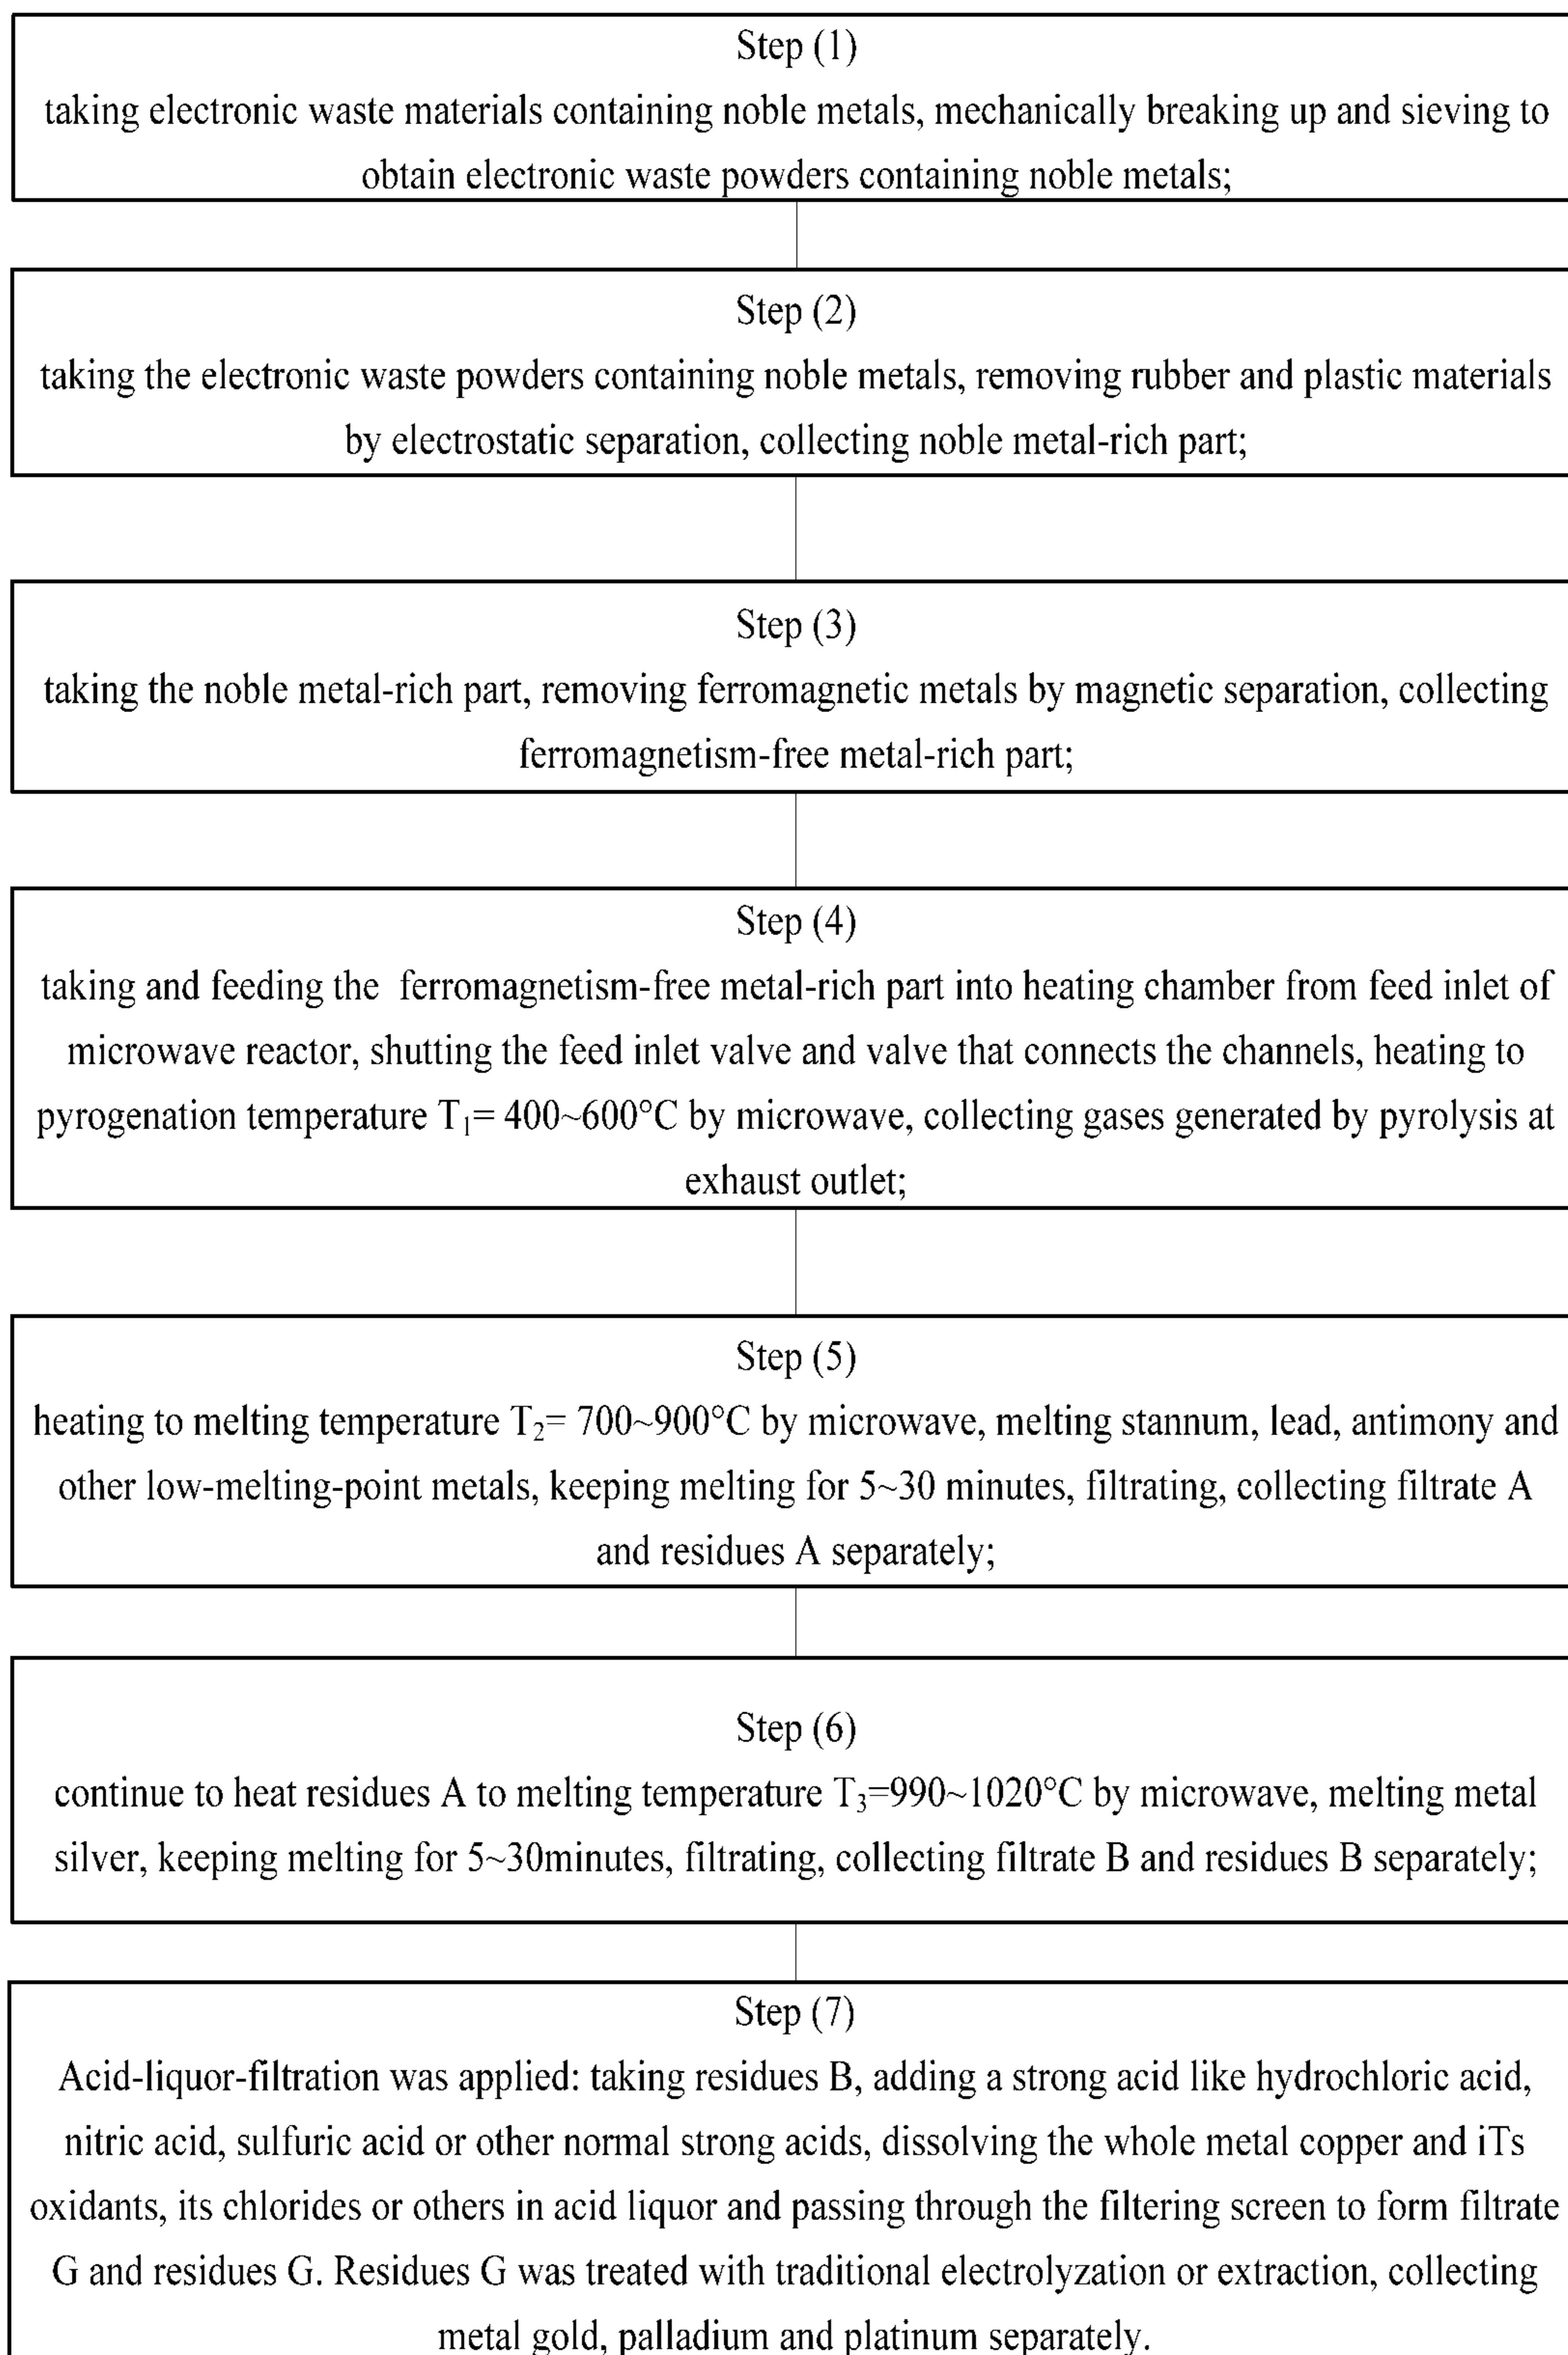 Step (1)
taking electronic waste materials containing noble metals, mechanically breaking up and sieving to
obtain electronic waste powders containing noble metals;
Step (2)
taking the electronic waste powders containing noble metals, removing rubber and plastic materials
by electrostatic separation, collecting noble metal-rich part;
Step (3)
taking the noble metal-rich part, removing ferromagnetic metals by magnetic separation, collecting
ferromagnetism-free metal-rich part;
Step (4)
taking and feeding the  ferromagnetism-free metal-rich part into heating chamber from feed inlet of
microwave reactor, shutting the feed inlet valve and valve that connects the channels, heating to
pyrogenation temperature T₁= 400~600°C by microwave, collecting gases generated by pyrolysis at
exhaust outlet;
Step (5)
heating to melting temperature T₂= 700~900°C by microwave, melting stannum, lead, antimony and
other low-melting-point metals, keeping melting for 5~30 minutes, filtrating, collecting filtrate A
and residues A separately;
Step (6)
continue to heat residues A to melting temperature T₃=990~1020°C by microwave, melting metal
silver, keeping melting for 5~30minutes, filtrating, collecting filtrate B and residues B separately;
Step (7)
Acid-liquor-filtration was applied: taking residues B, adding a strong acid like hydrochloric acid,
nitric acid, sulfuric acid or other normal strong acids, dissolving the whole metal copper and iTs
oxidants, its chlorides or others in acid liquor and passing through the filtering screen to form filtrate
G and residues G. Residues G was treated with traditional electrolyzation or extraction, collecting
metal gold, palladium and platinum separately.